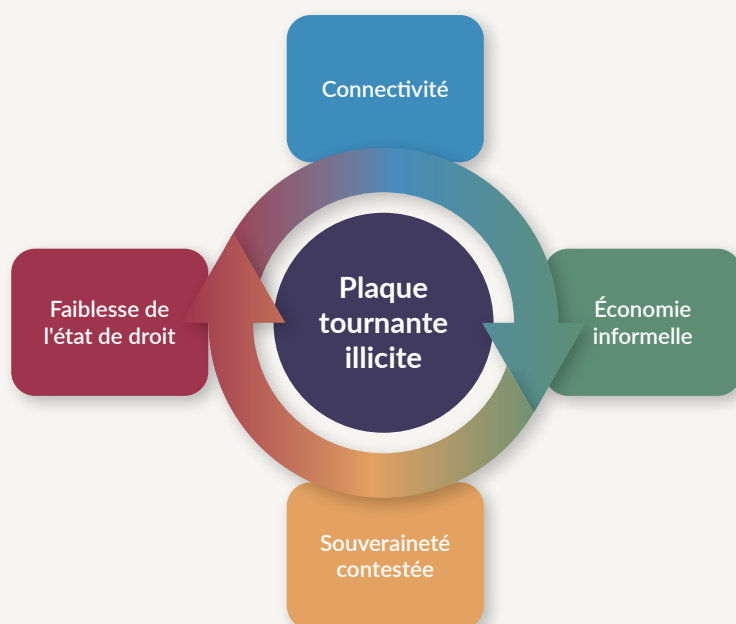 Connectivité
Faiblesse de
l'état de droit
Plaque
tournante
illicite
Économie
informelle
Souveraineté
contestée